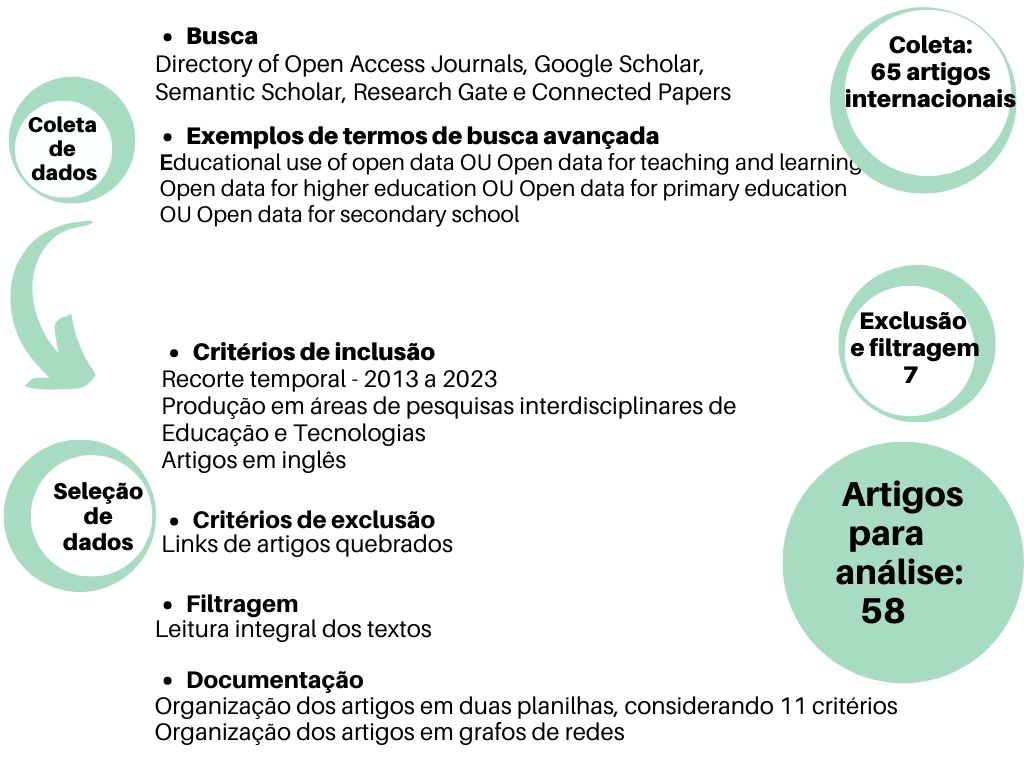 Coleta
de
dados
• Busca
Directory of Open Access Journals, Google Scholar,
Semantic Scholar, Research Gate e Connected Papers
• Exemplos de termos de busca avançada
Educational use of open data OU Open data for teaching and learning
Open data for higher education OU Open data for primary education
OU Open data for secondary school
Coleta:
65 artigos
internacionais
Seleção
de
dados
• Critérios de inclusão
Recorte temporal - 2013 a 2023
Produção em áreas de pesquisas interdisciplinares de
Educação e Tecnologias
Artigos em inglês
• Critérios de exclusão
Links de artigos quebrados
• Filtragem
Leitura integral dos textos
• Documentação
Organização dos artigos em duas planilhas, considerando 11 critérios
Organização dos artigos em grafos de redes
Exclusão
e filtragem
7
Artigos
para
análise:
58